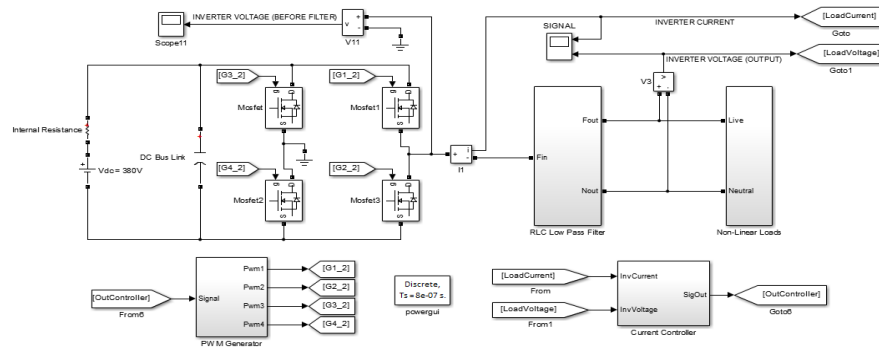 INVERTER VOLTAGE (BEFORE FILTER)
Scope11
V11
SIGNAL
INVERTER CURRENT
[LoadCurrent]
Goto
INVERTER VOLTAGE (OUTPUT)
[LoadVoltage]
Goto1
V3
[G3_2]
Mosfet
[G1_2]
Mosfet1
Internal Resistance
DC Bus Link
Vdc= 380V
[G4_2]
Mosfet2
[G2_2]
Mosfet3
I1
Fin
Fout
Nout
RLC Low Pass Filter
Live
Neutral
Non-Linear Loads
[OutController]
From6
Signal
Pwm1
Pwm2
Pwm3
Pwm4
PWM Generator
[G1_2]
[G2_2]
[G3_2]
[G4_2]
Discrete,
Ts = 8e-07 s.
powergui
[LoadCurrent]
From
[LoadVoltage]
From1
InvCurrent
InvVoltage
SigOut
Current Controller
[OutController]
Goto6